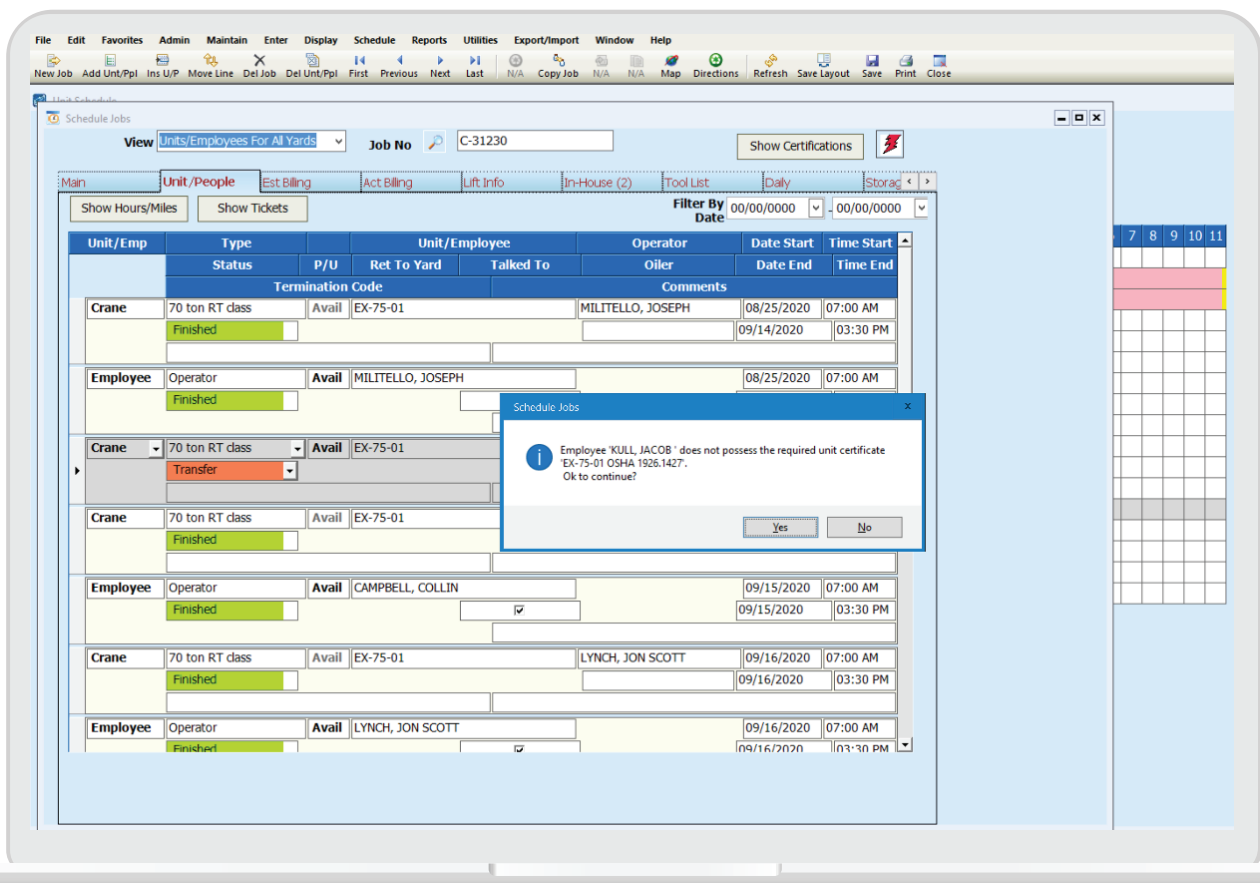 File Edit Favorites Admin Maintain Enter Display Schedule Reports Utilities Export/Import Window Help
New Job Add Unt/Ppl Ins U/P Move Line Del Job Del Unt/Ppl First Previous Next Last N/A Copy Job N/A N/A Map Directions Refresh Save Layout Save Print Close
Unit Schedule
Schedule Jobs
View Units/Employees For All Yards Job No C-31230 Show Certifications
Main Unit/People Est Billing Act Billing Lift Info In-House (2) Tool List Daily Storag
Show Hours/Miles Show Tickets Filter By Date 00/00/0000 - 00/00/0000
7 8 9 10 11
Unit/Emp Type Unit/Employee Operator Date Start Time Start
Status P/U Ret To Yard Talked To Oiler Date End Time End
Termination Code Comments
Crane 70 ton RT class Avail EX-75-01 MILITELLO, JOSEPH 08/25/2020 07:00 AM
Finished 09/14/2020 03:30 PM
Employee Operator Avail MILITELLO, JOSEPH 08/25/2020 07:00 AM
Finished
Schedule Jobs x
Crane 70 ton RT class Avail EX-75-01
Transfer
Employee 'KULL, JACOB ' does not possess the required unit certificate
'EX-75-01 OSHA 1926.1427'.
Ok to continue?
Yes No
Crane 70 ton RT class Avail EX-75-01
Finished
Employee Operator Avail CAMPBELL, COLLIN 09/15/2020 07:00 AM
Finished 09/15/2020 03:30 PM
Crane 70 ton RT class Avail EX-75-01 LYNCH, JON SCOTT 09/16/2020 07:00 AM
Finished 09/16/2020 03:30 PM
Employee Operator Avail LYNCH, JON SCOTT 09/16/2020 07:00 AM
Finished 09/16/2020 03:30 PM